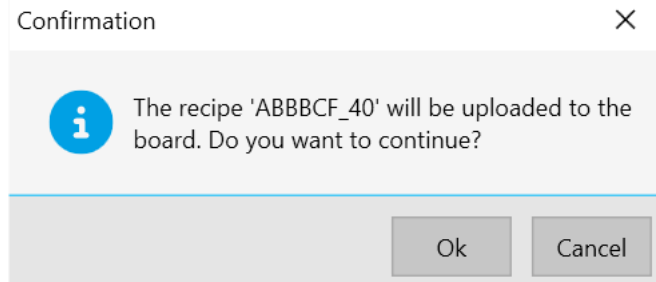 Confirmation
The recipe 'ABBBCF_40' will be uploaded to the
board. Do you want to continue?
Ok
Cancel